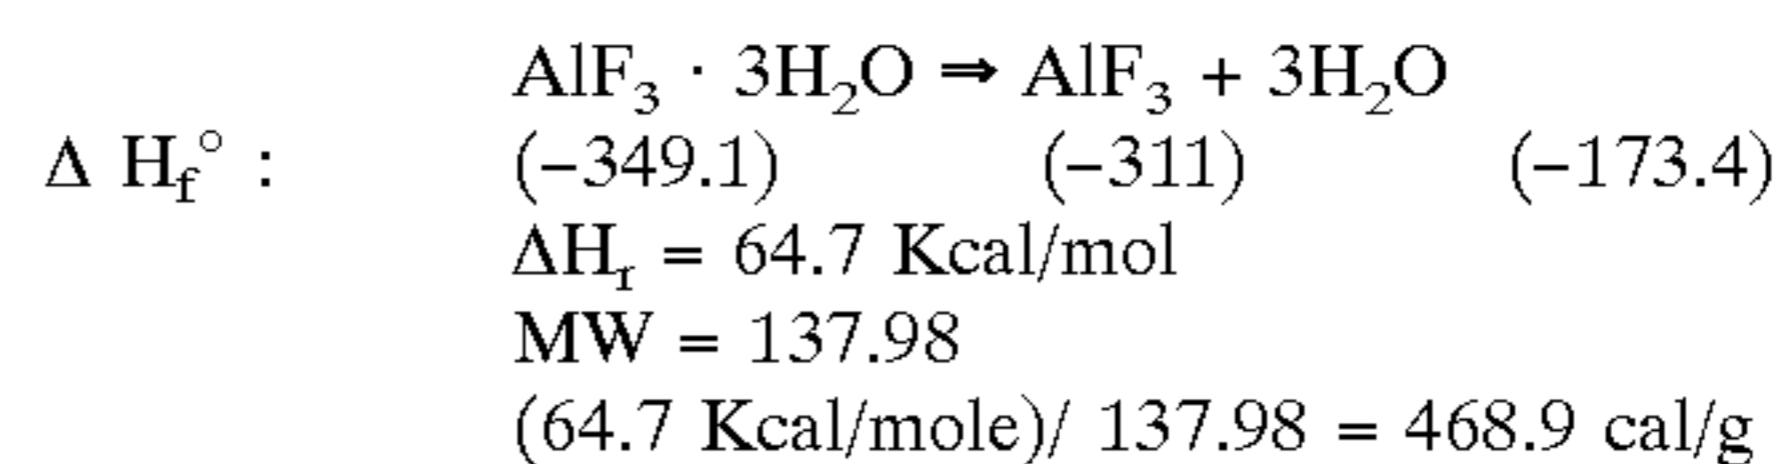 AlF₃ · 3H₂O ⇒ AlF₃ + 3H₂O
Δ H_f° : (−349.1) (−311) (−173.4)
ΔH_r = 64.7 Kcal/mol
MW = 137.98
(64.7 Kcal/mole)/ 137.98 = 468.9 cal/g